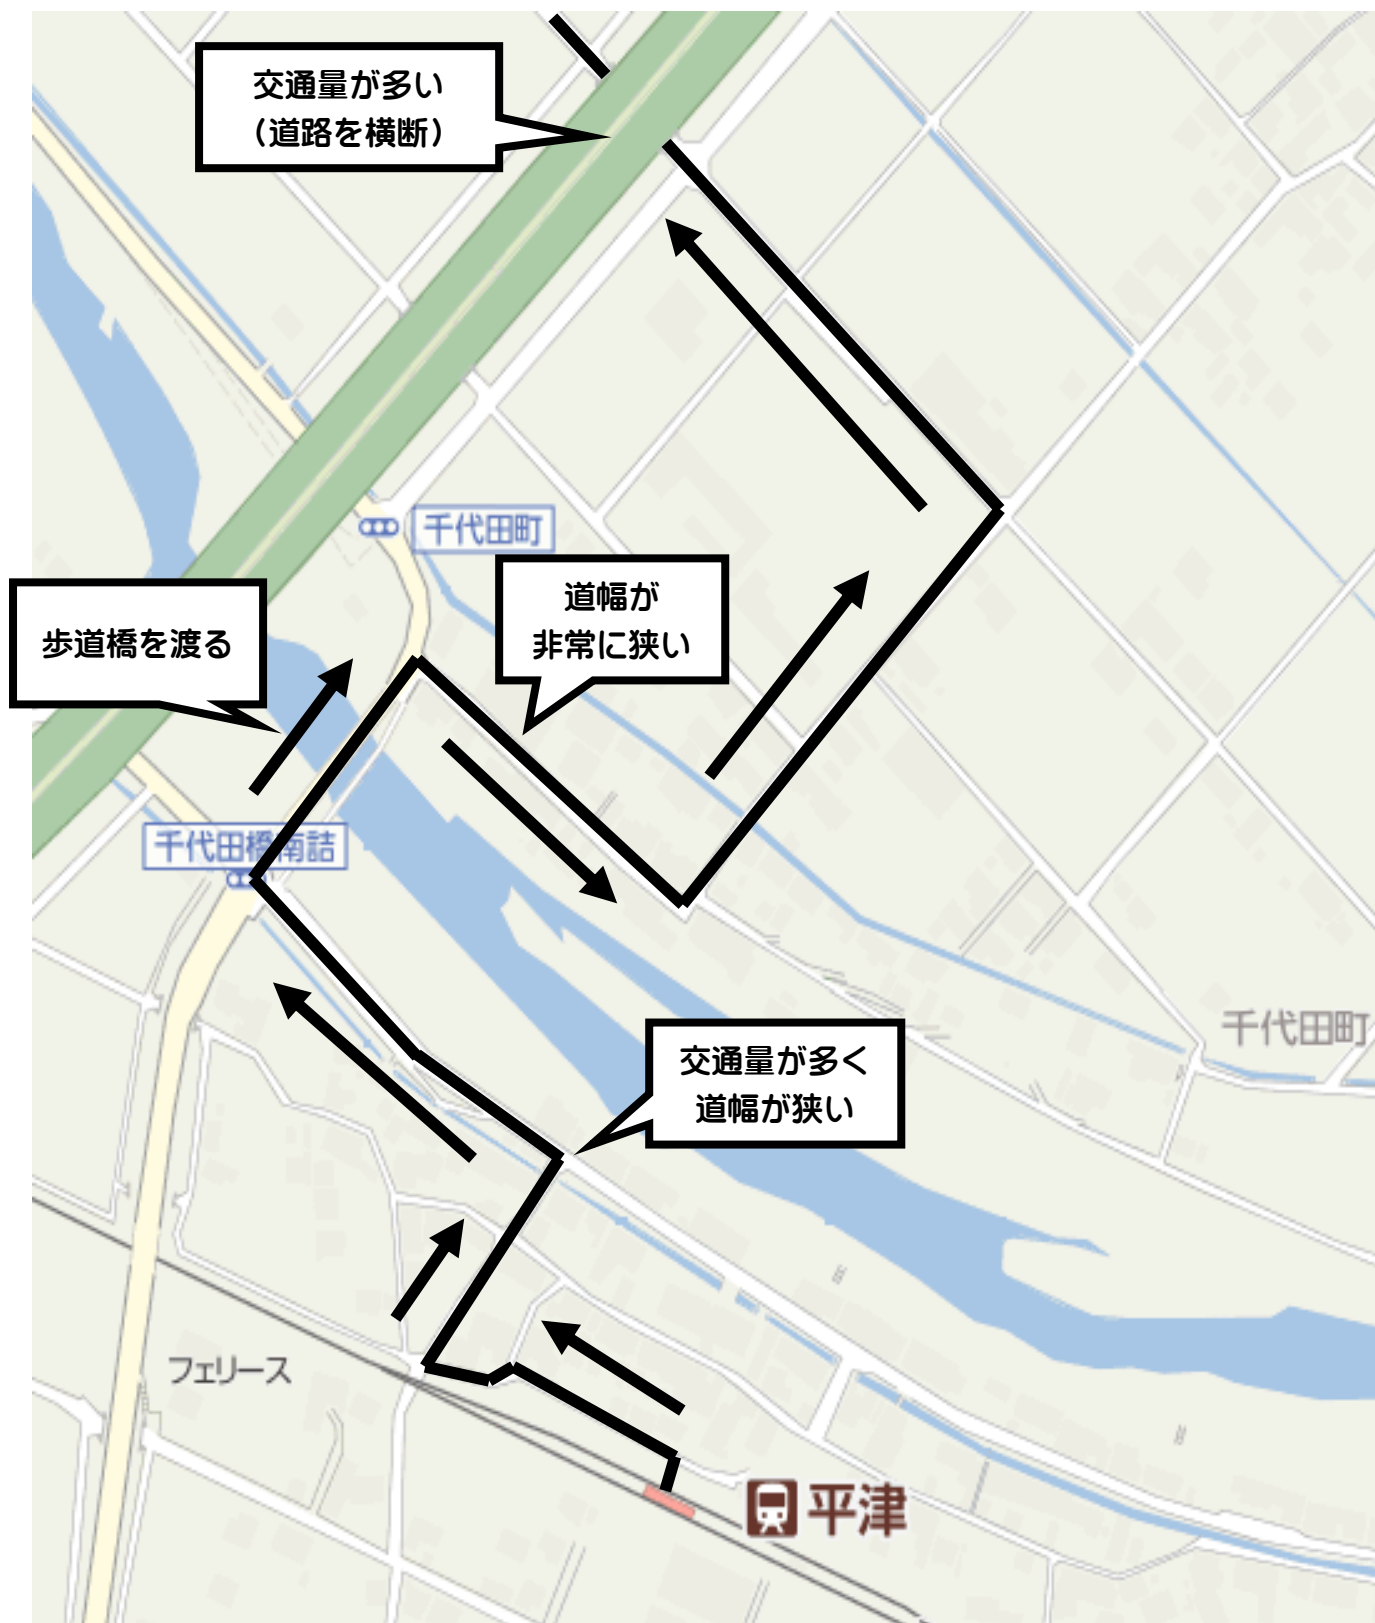 交通量が多い
（道路を横断）
千代田町
道幅が
非常に狭い
歩道橋を渡る
千代田橋南詰
千代田町
交通量が多く
道幅が狭い
フェリース
平津